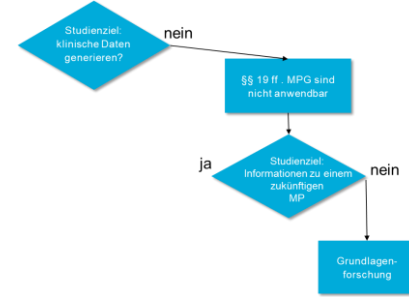 Studienziel:
klinische Daten
generieren?
nein
§§ 19 ff . MPG sind
nicht anwendbar
ja
Studienziel:
Informationen zu einem
zukünftigen
MP
nein
Grundlagen-
forschung